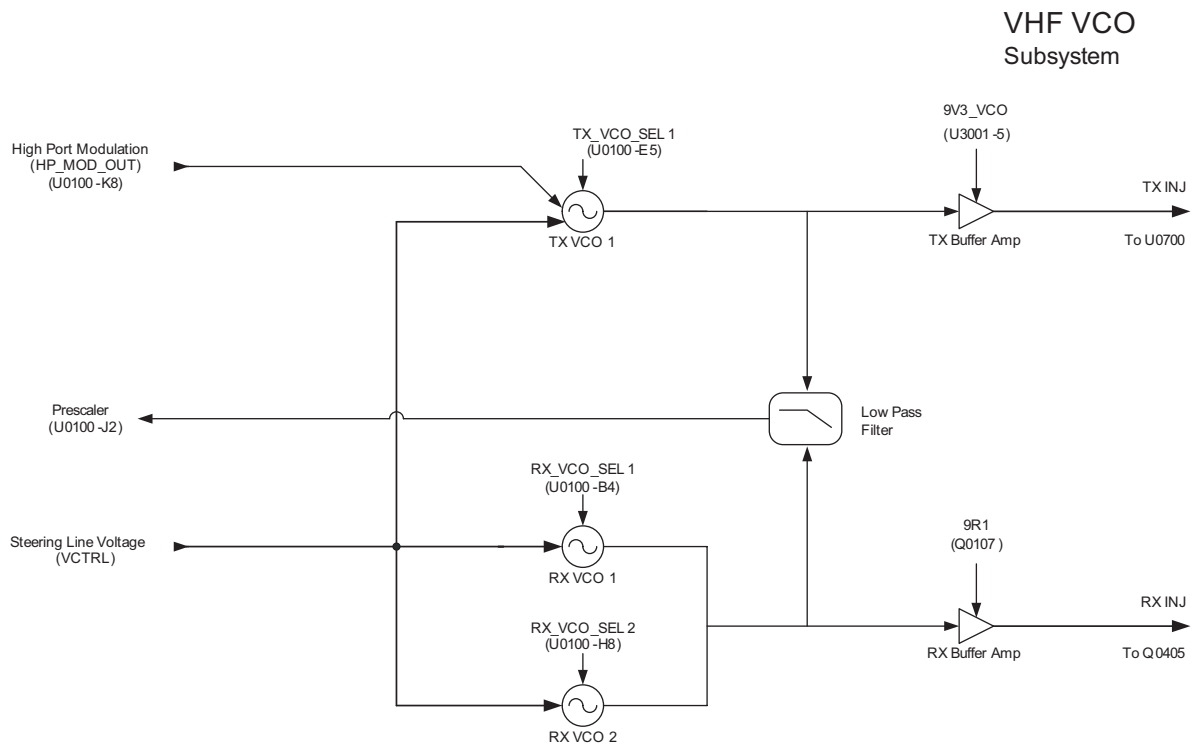 VHF VCO
Subsystem
9V3_VCO
(U3001-5)
TX_VCO_SEL 1
(U0100-E5)
High Port Modulation
(HP_MOD_OUT)
(U0100-K8)
TX INJ
TX VCO 1
TX Buffer Amp
To U0700
Prescaler
(U0100-J2)
Low Pass
Filter
RX_VCO_SEL 1
(U0100-B4)
Steering Line Voltage
(VCTRL)
9R1
(Q0107)
RX VCO 1
RX INJ
RX_VCO_SEL 2
(U0100-H8)
RX Buffer Amp
To Q0405
RX VCO 2